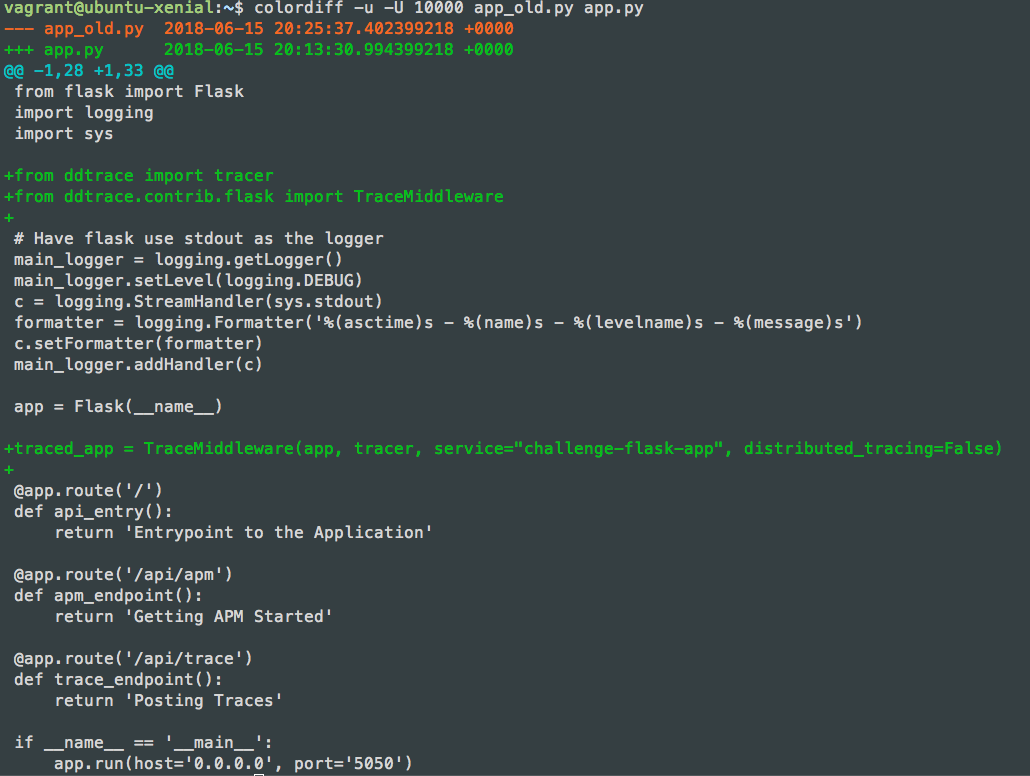 vagrant@ubuntu-xenial:~$ colordiff -u -U 10000 app_old.py app.py
--- app_old.py  2018-06-15 20:25:37.402399218 +0000
+++ app.py      2018-06-15 20:13:30.994399218 +0000
@@ -1,28 +1,33 @@
 from flask import Flask
 import logging
 import sys

+from ddtrace import tracer
+from ddtrace.contrib.flask import TraceMiddleware
+
 # Have flask use stdout as the logger
 main_logger = logging.getLogger()
 main_logger.setLevel(logging.DEBUG)
 c = logging.StreamHandler(sys.stdout)
 formatter = logging.Formatter('%(asctime)s - %(name)s - %(levelname)s - %(message)s')
 c.setFormatter(formatter)
 main_logger.addHandler(c)

 app = Flask(__name__)

+traced_app = TraceMiddleware(app, tracer, service="challenge-flask-app", distributed_tracing=False)
+
 @app.route('/')
 def api_entry():
     return 'Entrypoint to the Application'

 @app.route('/api/apm')
 def apm_endpoint():
     return 'Getting APM Started'

 @app.route('/api/trace')
 def trace_endpoint():
     return 'Posting Traces'

 if __name__ == '__main__':
     app.run(host='0.0.0.0', port='5050')